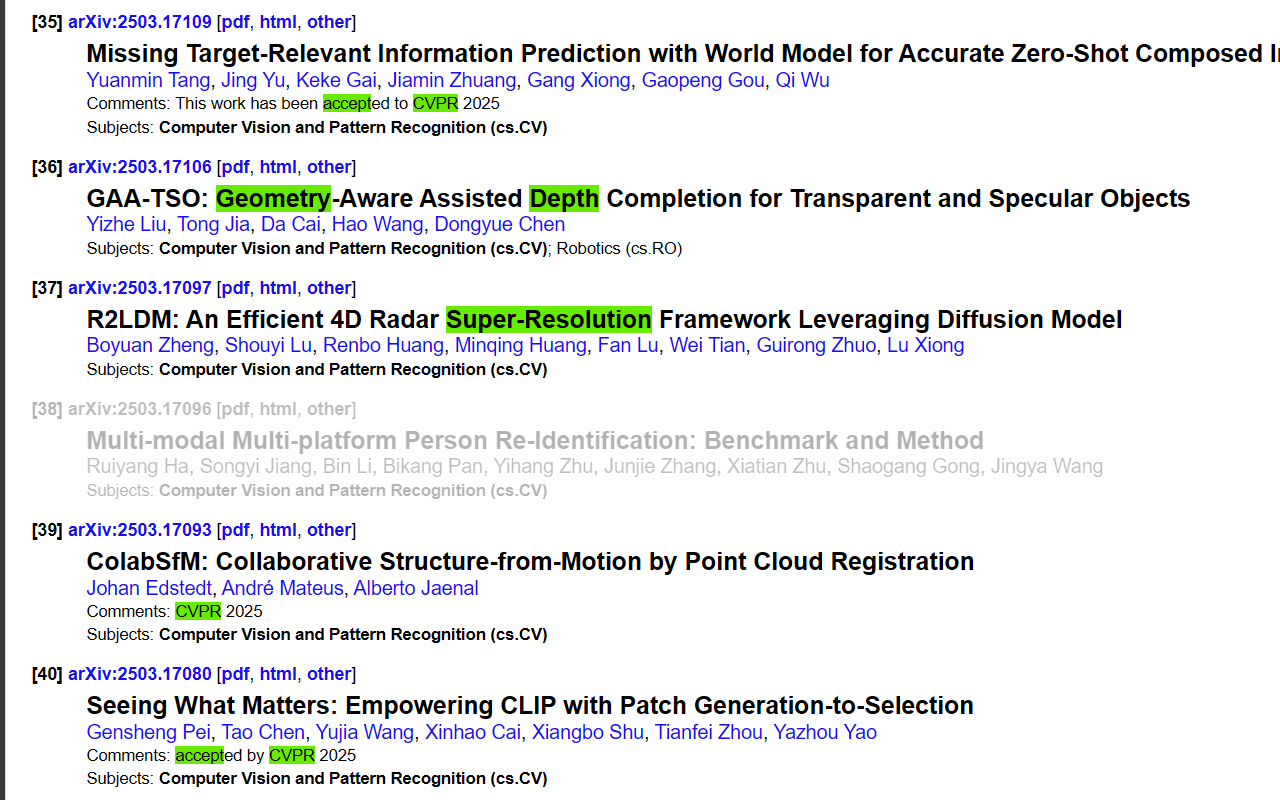 [35] arXiv:2503.17109 [pdf, html, other]
Missing Target-Relevant Information Prediction with World Model for Accurate Zero-Shot Composed
Yuanmin Tang, Jing Yu, Keke Gai, Jiamin Zhuang, Gang Xiong, Gaopeng Gou, Qi Wu
Comments: This work has been accepted to CVPR 2025
Subjects: Computer Vision and Pattern Recognition (cs.CV)
[36] arXiv:2503.17106 [pdf, html, other]
GAA-TSO: Geometry-Aware Assisted Depth Completion for Transparent and Specular Objects
Yizhe Liu, Tong Jia, Da Cai, Hao Wang, Dongyue Chen
Subjects: Computer Vision and Pattern Recognition (cs.CV); Robotics (cs.RO)
[37] arXiv:2503.17097 [pdf, html, other]
R2LDM: An Efficient 4D Radar Super-Resolution Framework Leveraging Diffusion Model
Boyuan Zheng, Shouyi Lu, Renbo Huang, Minqing Huang, Fan Lu, Wei Tian, Guirong Zhuo, Lu Xiong
Subjects: Computer Vision and Pattern Recognition (cs.CV)
[38] arXiv:2503.17096 [pdf, html, other]
Multi-modal Multi-platform Person Re-Identification: Benchmark and Method
Ruiyang Ha, Songyi Jiang, Bin Li, Bikang Pan, Yihang Zhu, Junjie Zhang, Xiatian Zhu, Shaogang Gong, Jingya Wang
Subjects: Computer Vision and Pattern Recognition (cs.CV)
[39] arXiv:2503.17093 [pdf, html, other]
ColabSfM: Collaborative Structure-from-Motion by Point Cloud Registration
Johan Edstedt, André Mateus, Alberto Jaenal
Comments: CVPR 2025
Subjects: Computer Vision and Pattern Recognition (cs.CV)
[40] arXiv:2503.17080 [pdf, html, other]
Seeing What Matters: Empowering CLIP with Patch Generation-to-Selection
Gensheng Pei, Tao Chen, Yujia Wang, Xinhao Cai, Xiangbo Shu, Tianfei Zhou, Yazhou Yao
Comments: accepted by CVPR 2025
Subjects: Computer Vision and Pattern Recognition (cs.CV)